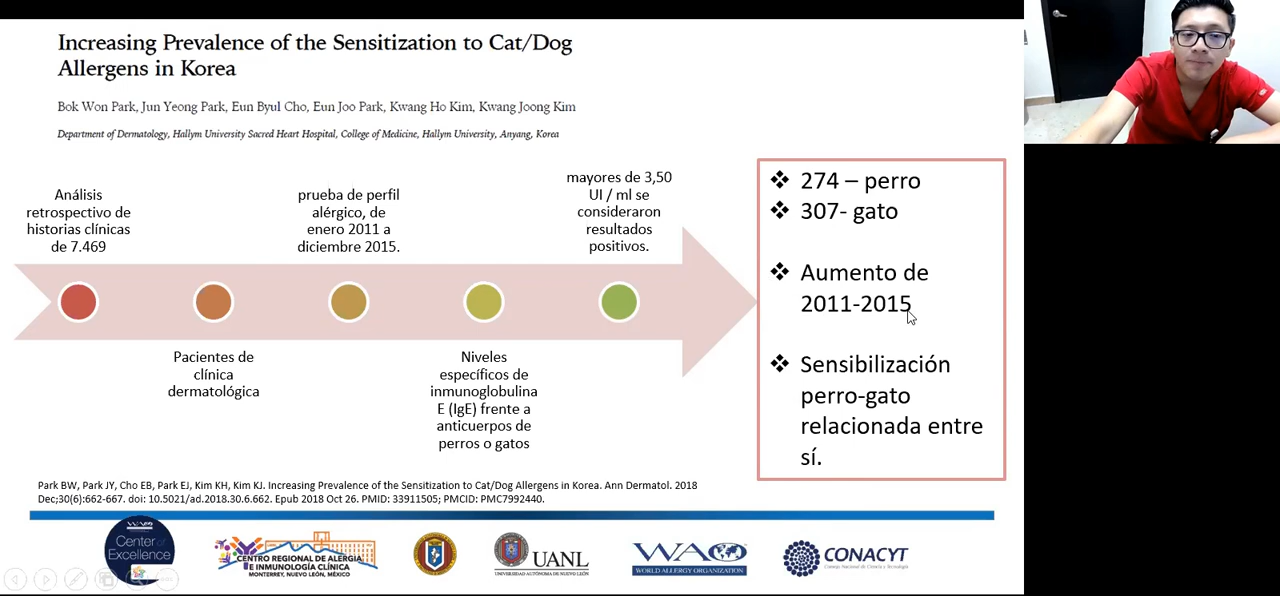 Increasing Prevalence of the Sensitization to Cat/Dog
Allergens in Korea
Bok Won Park, Jun Yeong Park, Eun Byul Cho, Eun Joo Park, Kwang Ho Kim, Kwang Joong Kim
Department of Dermatology, Hallym University Sacred Heart Hospital, College of Medicine, Hallym University, Anyang, Korea
Análisis
retrospectivo de
historias clínicas
de 7.469
Pacientes de
clínica
dermatológica
prueba de perfil
alérgico, de
enero 2011 a
diciembre 2015.
Niveles
específicos de
inmunoglobulina
E (IgE) frente a
anticuerpos de
perros o gatos
mayores de 3,50
UI / ml se
consideraron
resultados
positivos.
274 – perro
307- gato
Aumento de
2011-2015
Sensibilización
perro-gato
relacionada entre
sí.
Park BW, Park JY, Cho EB, Park EJ, Kim KH, Kim KJ. Increasing Prevalence of the Sensitization to Cat/Dog Allergens in Korea. Ann Dermatol. 2018
Dec;30(6):662-667. doi: 10.5021/ad.2018.30.6.662. Epub 2018 Oct 26. PMID: 33911505; PMCID: PMC7992440.
Center of
Excellence
CENTRO REGIONAL DE ALERGIA
E INMUNOLOGÍA CLÍNICA
MONTERREY, NUEVO LEÓN, MÉXICO
UANL
UNIVERSIDAD AUTÓNOMA DE NUEVO LEÓN
WAO
WORLD ALLERGY ORGANIZATION
CONACYT
Consejo Nacional de Ciencia y Tecnología